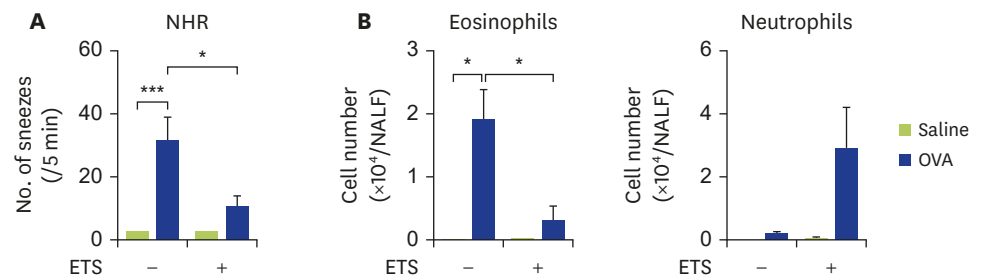 A
NHR
No. of sneezes
(/5 min)
60
40
20
0
***
*
ETS
−
+
B
Eosinophils
Cell number
(×10⁴/NALF)
3
2
1
0
*
*
ETS
−
+
Neutrophils
Cell number
(×10⁴/NALF)
6
4
2
0
ETS
−
+
Saline
OVA